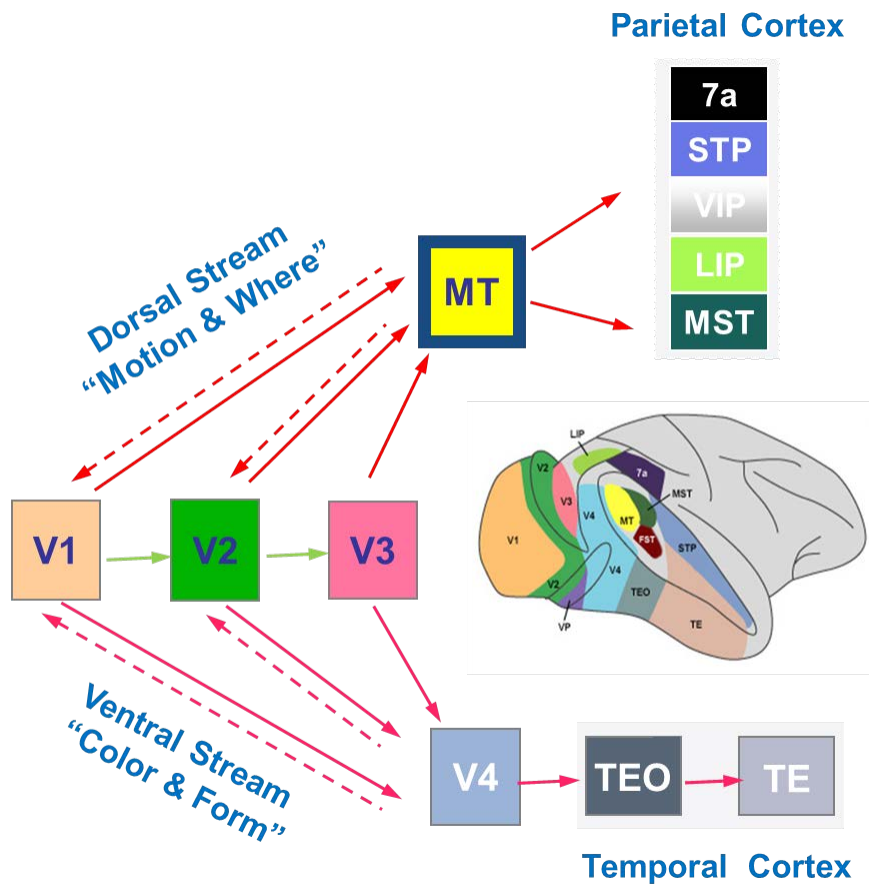 Parietal Cortex
7a
STP
VIP
LIP
MST
Dorsal Stream
“Motion & Where”
MT
V1
V2
V3
LIP
V2
7a
V3
MST
V4
MT
V1
FST
STP
V4
V2
TEO
VP
TE
Ventral Stream
“Color & Form”
V4
TEO
TE
Temporal Cortex